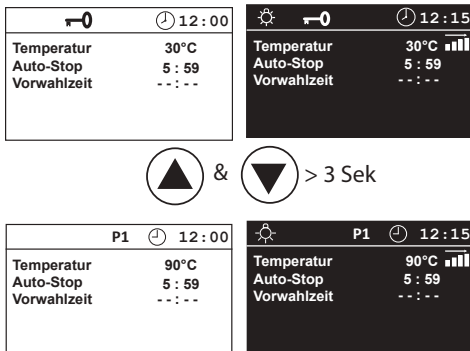 12:00
Temperatur 30°C
Auto-Stop 5 : 59
Vorwahlzeit - - : - -
12:15
Temperatur 30°C
Auto-Stop 5 : 59
Vorwahlzeit - - : - -
& > 3 Sek
P1 12:00
Temperatur 90°C
Auto-Stop 5 : 59
Vorwahlzeit - - : - -
P1 12:15
Temperatur 90°C
Auto-Stop 5 : 59
Vorwahlzeit - - : - -